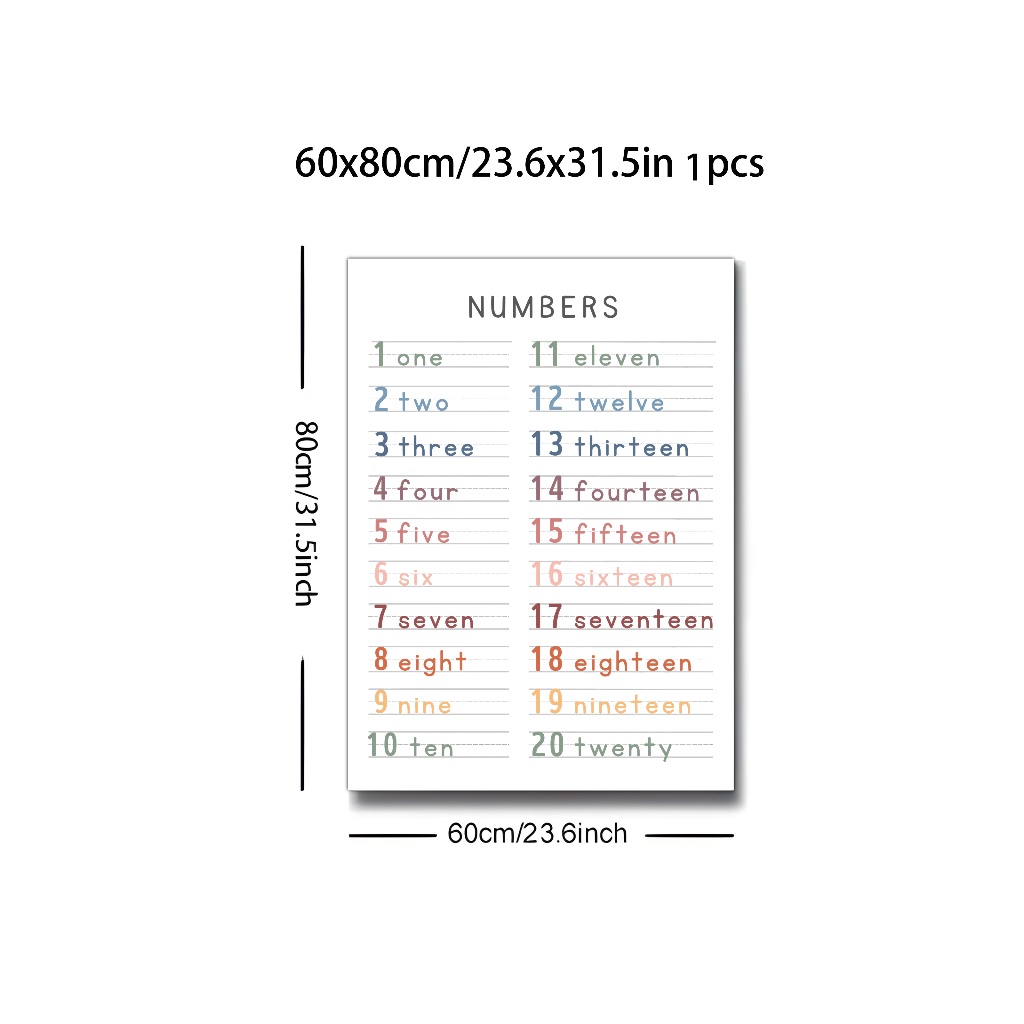 60x80cm/23.6x31.5in 1pcs
80cm/31.5inch
NUMBERS
1 one
2 two
3 three
4 four
5 five
6 six
7 seven
8 eight
9 nine
10 ten
11 eleven
12 twelve
13 thirteen
14 fourteen
15 fifteen
16 sixteen
17 seventeen
18 eighteen
19 nineteen
20 twenty
60cm/23.6inch